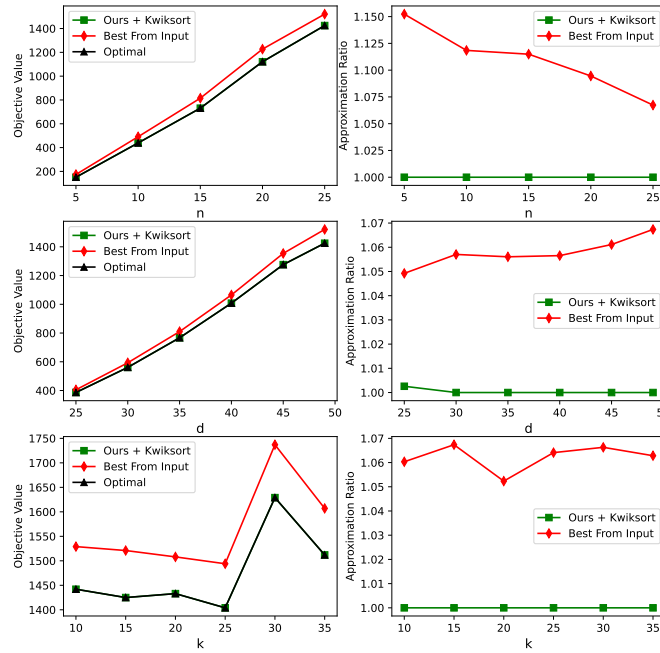 Objective Value
1400
1200
1000
800
600
400
200
5
10
15
20
25
n
Ours + Kwiksort
Best From Input
Optimal
Approximation Ratio
1.150
1.125
1.100
1.075
1.050
1.025
1.000
5
10
15
20
25
n
Ours + Kwiksort
Best From Input
Objective Value
1400
1200
1000
800
600
400
25
30
35
40
45
50
d
Ours + Kwiksort
Best From Input
Optimal
Approximation Ratio
1.07
1.06
1.05
1.04
1.03
1.02
1.01
1.00
25
30
35
40
45
d
Ours + Kwiksort
Best From Input
Objective Value
1750
1700
1650
1600
1550
1500
1450
1400
10
15
20
25
30
35
k
Ours + Kwiksort
Best From Input
Optimal
Approximation Ratio
1.07
1.06
1.05
1.04
1.03
1.02
1.01
1.00
10
15
20
25
30
35
k
Ours + Kwiksort
Best From Input